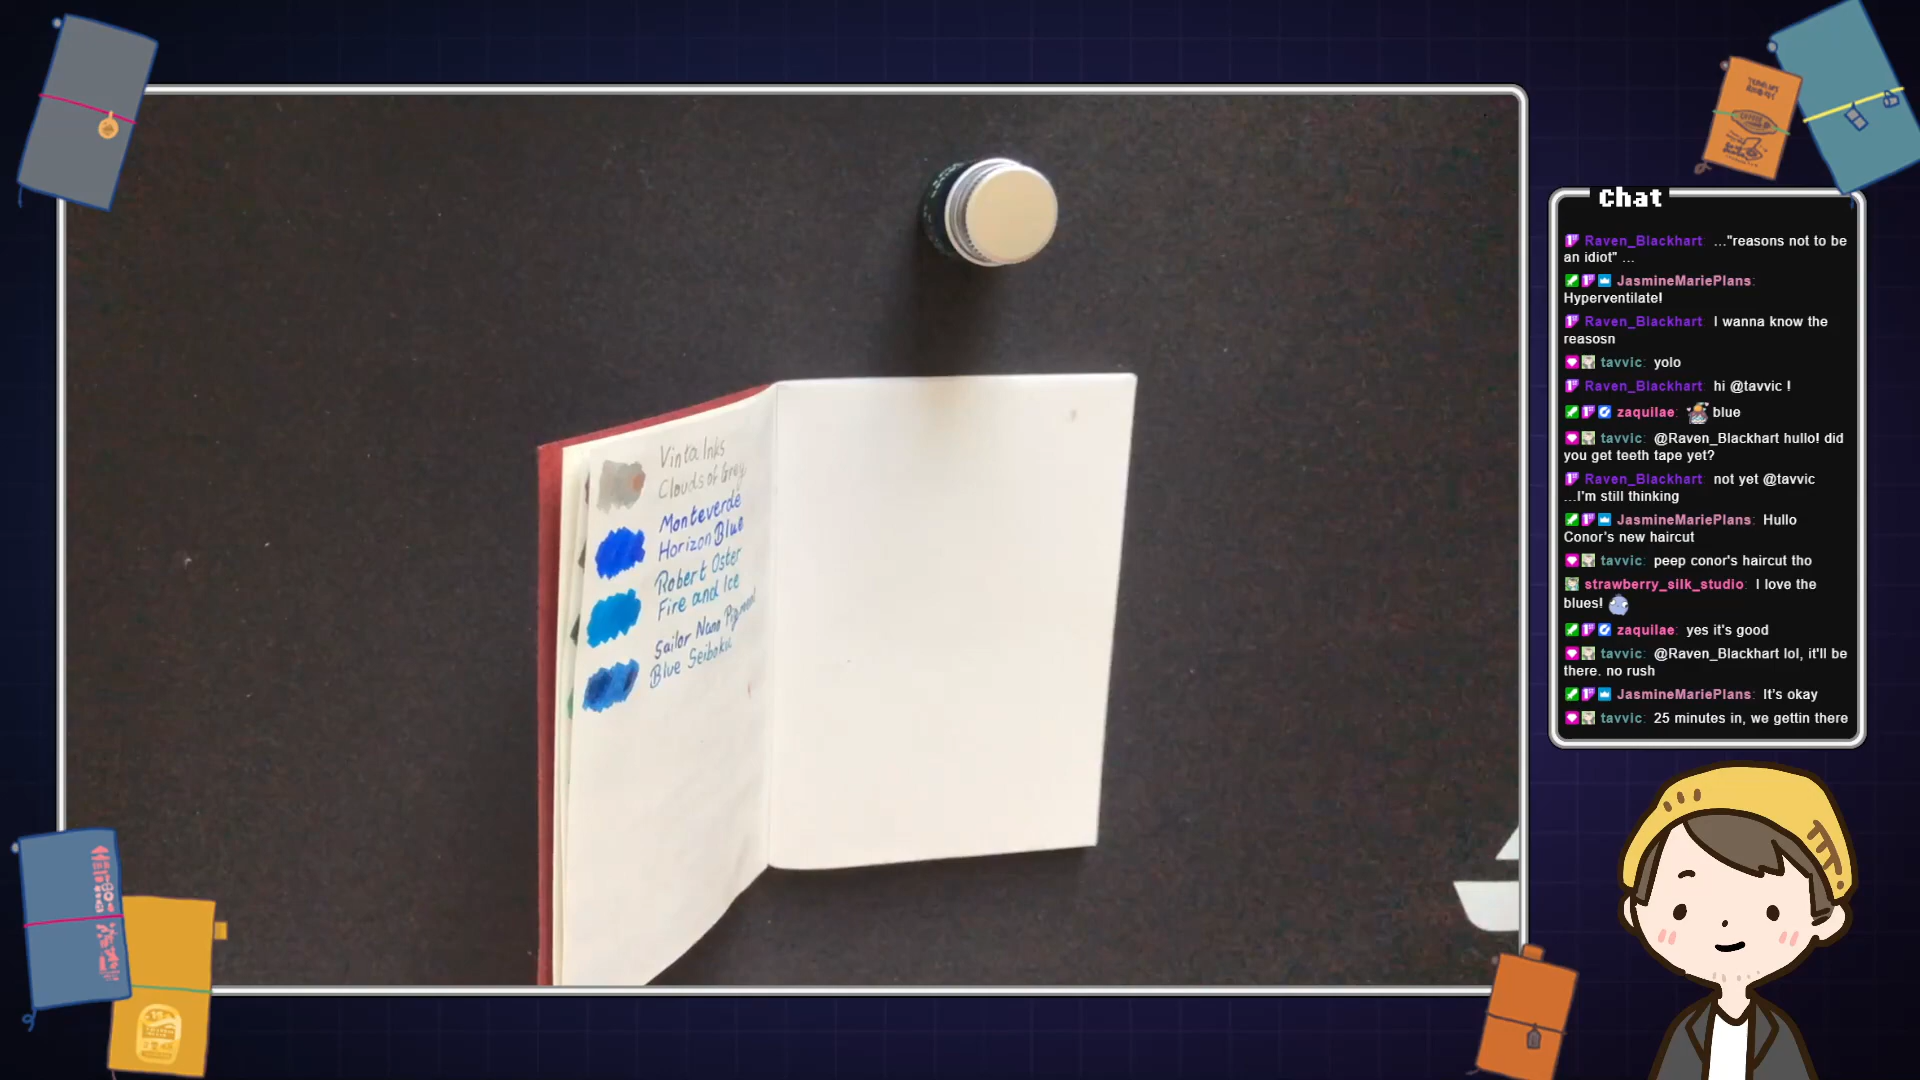 Vinta Inks
Clouds of Grey
Monteverde
Horizon Blue
Robert Oster
Fire and Ice
Sailor Nano Pigment
Blue Seiboku
chat
Raven_Blackhart: ..."reasons not to be
an idiot" ...
JasmineMariePlans:
Hyperventilate!
Raven_Blackhart: I wanna know the
reasosn
tavvic: yolo
Raven_Blackhart: hi @tavvic !
zaquilae: blue
tavvic: @Raven_Blackhart hullo! did
you get teeth tape yet?
Raven_Blackhart: not yet @tavvic
...I'm still thinking
JasmineMariePlans: Hullo
Conor's new haircut
tavvic: peep conor's haircut tho
strawberry_silk_studio: I love the
blues!
zaquilae: yes it's good
tavvic: @Raven_Blackhart lol, it'll be
there. no rush
JasmineMariePlans: It's okay
tavvic: 25 minutes in, we gettin there